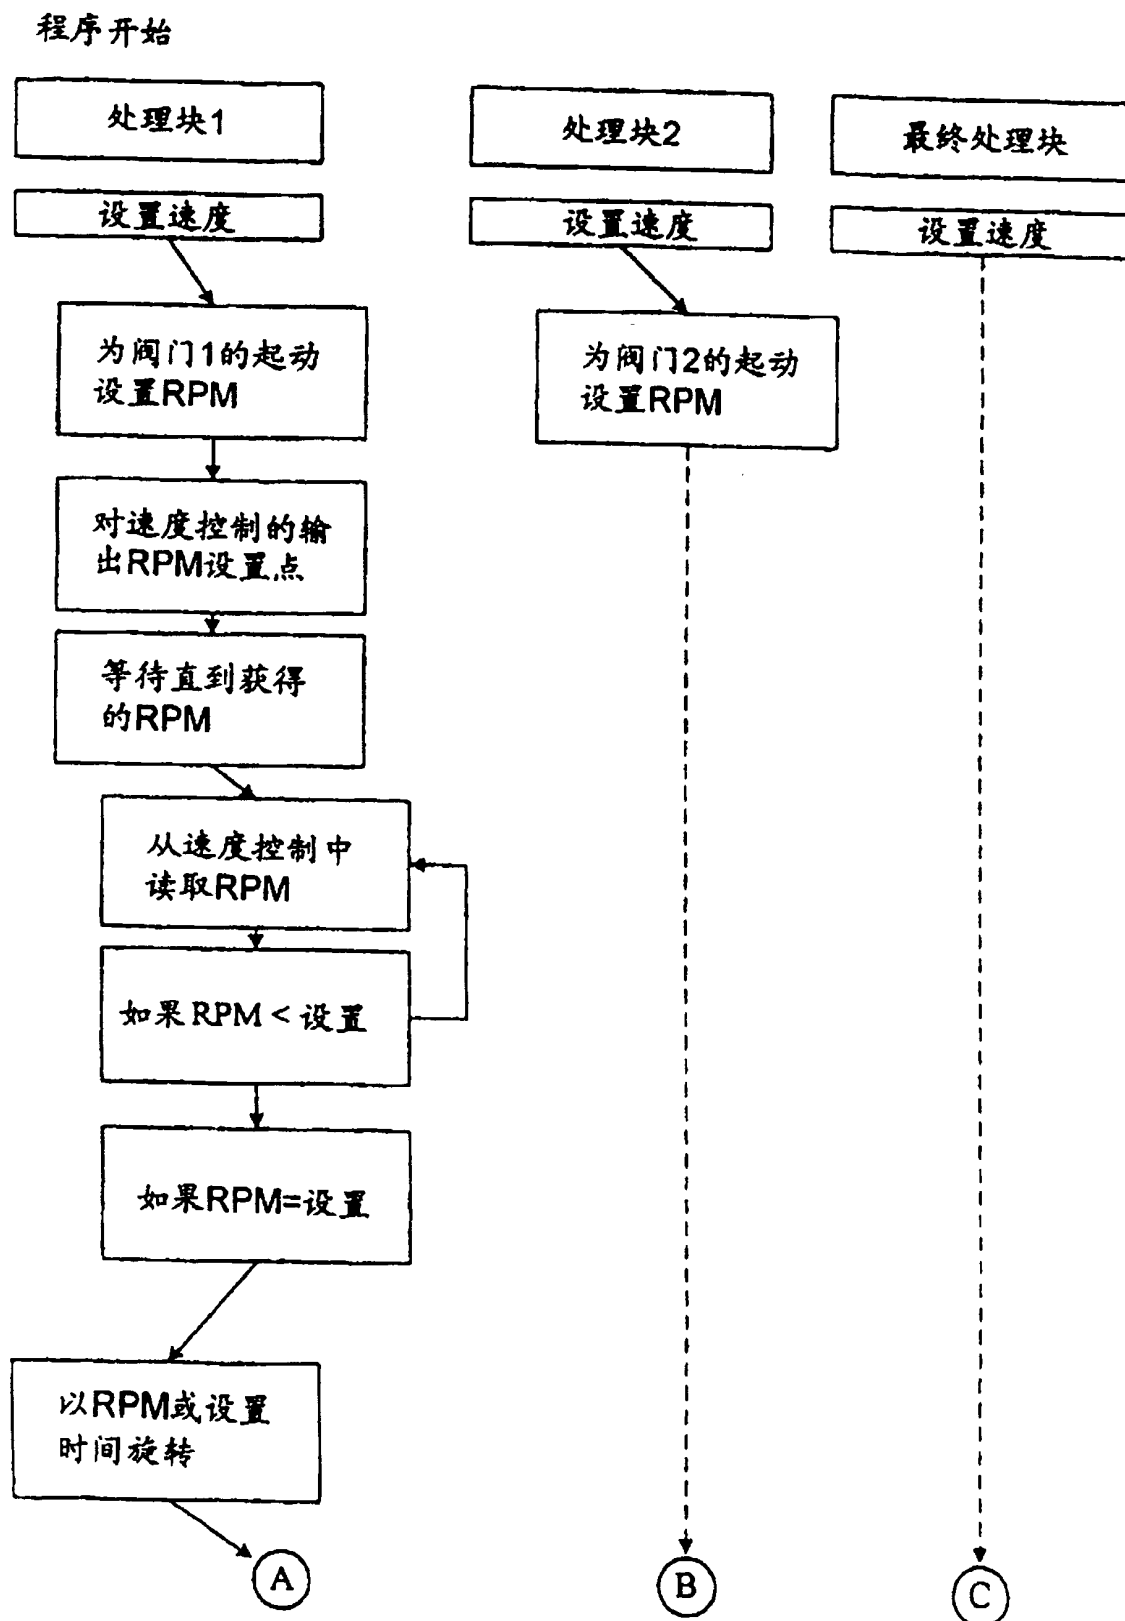 程序开始
处理块1
处理块2
最终处理块
设置速度
设置速度
设置速度
为阀门1的起动
设置RPM
为阀门2的起动
设置RPM
对速度控制的输
出RPM设置点
等待直到获得
的RPM
从速度控制中
读取RPM
如果RPM<设置
如果RPM=设置
以RPM或设置
时间旋转
A
B
C